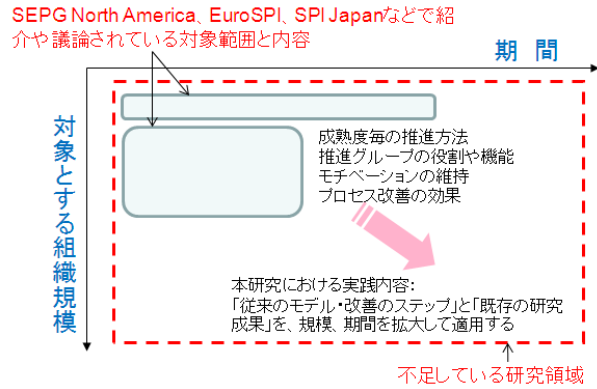 SEPG North America、EuroSPI、SPI Japanなどで紹
介や議論されている対象範囲と内容
期 間
対象とする組織規模
成熟度毎の推進方法
推進グループの役割や機能
モチベーションの維持
プロセス改善の効果
本研究における実践内容:
「従来のモデル・改善のステップ」と「既存の研究
成果」を、規模、期間を拡大して適用する
不足している研究領域